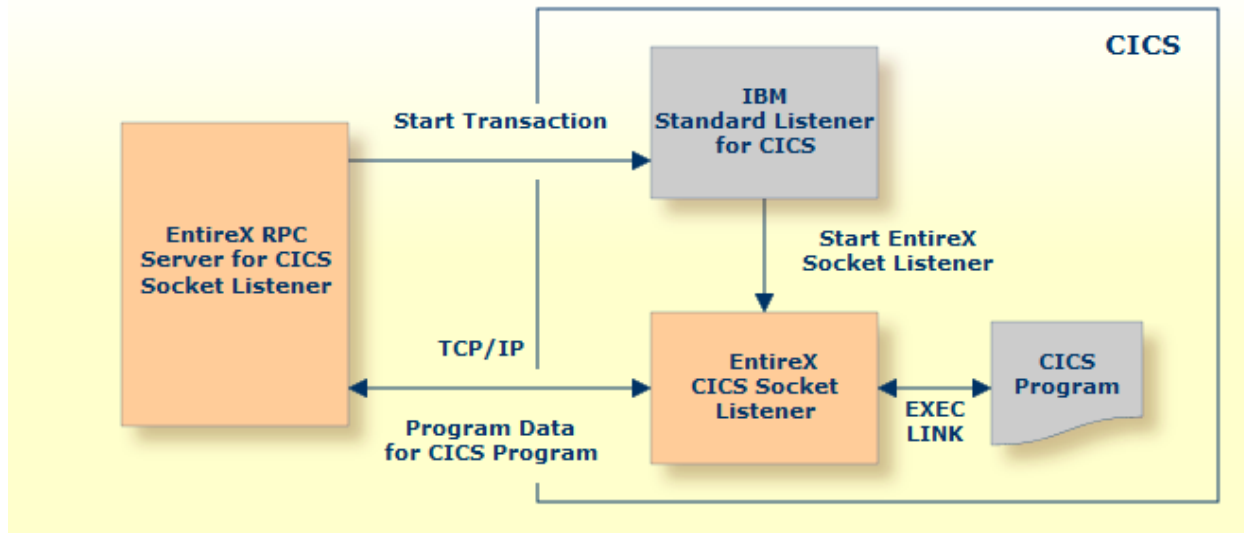 CICS
IBM
Standard Listener
for CICS
Start Transaction
EntireX RPC
Server for CICS
Socket Listener
Start EntireX
Socket Listener
TCP/IP
Program Data
for CICS Program
EntireX
CICS Socket
Listener
EXEC
LINK
CICS
Program